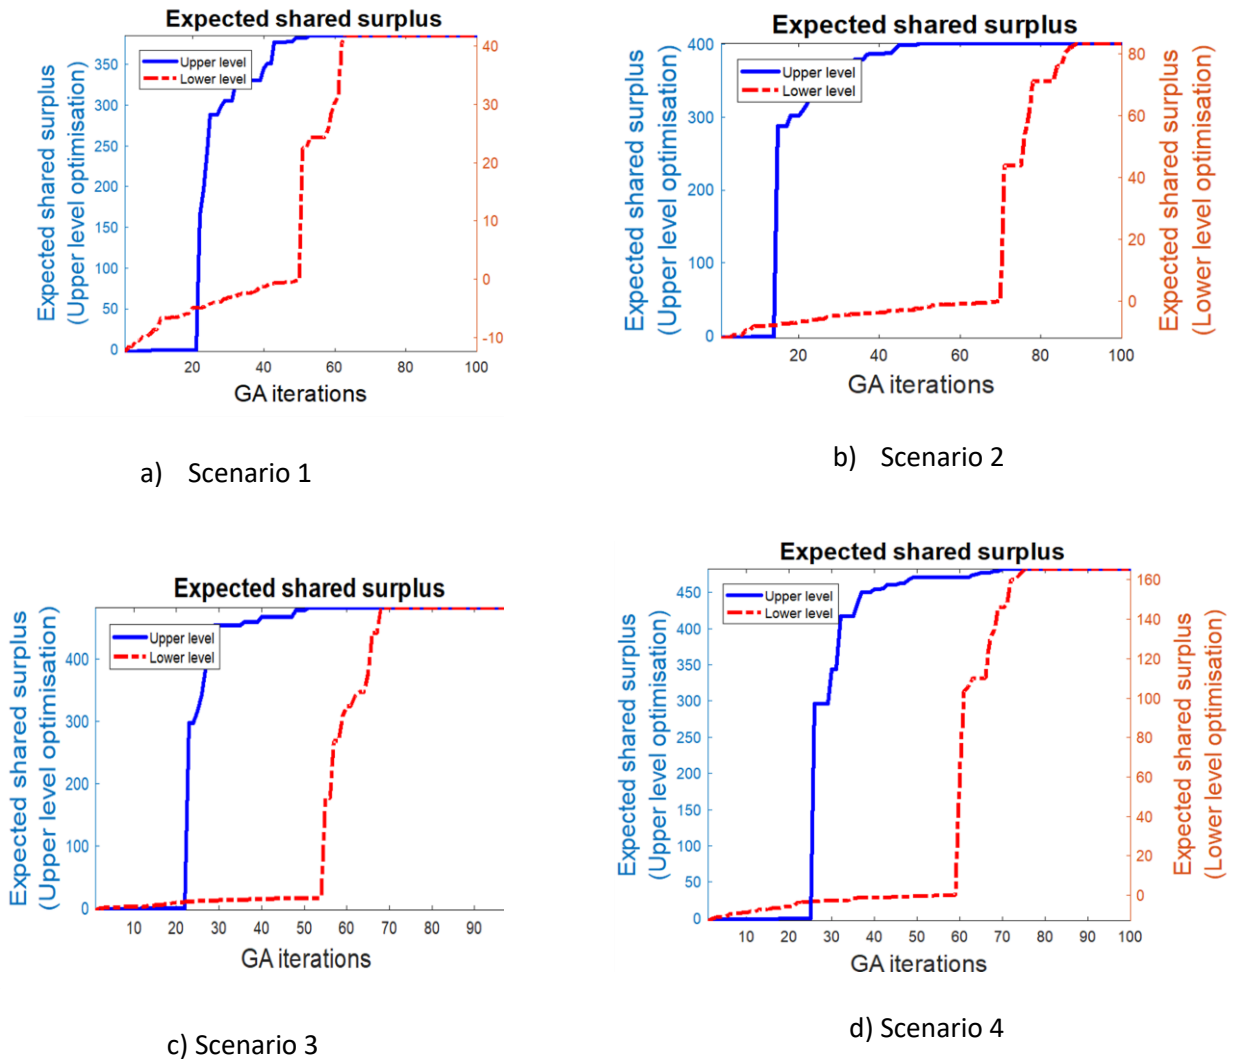 Expected shared surplus
Expected shared surplus
(Upper level optimisation)
350
300
250
200
150
100
50
0
Upper level
Lower level
40
30
20
10
0
-10
20
40
60
80
100
GA iterations
a) Scenario 1
Expected shared surplus
Expected shared surplus
(Upper level optimisation)
400
300
200
100
0
Upper level
Lower level
80
60
40
20
0
Expected shared surplus
(Lower level optimisation)
20
40
60
80
100
GA iterations
b) Scenario 2
Expected shared surplus
Expected shared surplus
(Upper level optimisation)
400
300
200
100
0
Upper level
Lower level
10
20
30
40
50
60
70
80
90
GA iterations
c) Scenario 3
Expected shared surplus
Expected shared surplus
(Upper level optimisation)
450
400
350
300
250
200
150
100
50
0
Upper level
Lower level
160
140
120
100
80
60
40
20
0
Expected shared surplus
(Lower level optimisation)
10
20
30
40
50
60
70
80
90
100
GA iterations
d) Scenario 4